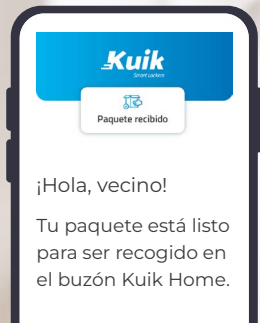 Kuik
Smart Lockers
Paquete recibido
¡Hola, vecino!
Tu paquete está listo
para ser recogido en
el buzón Kuik Home.